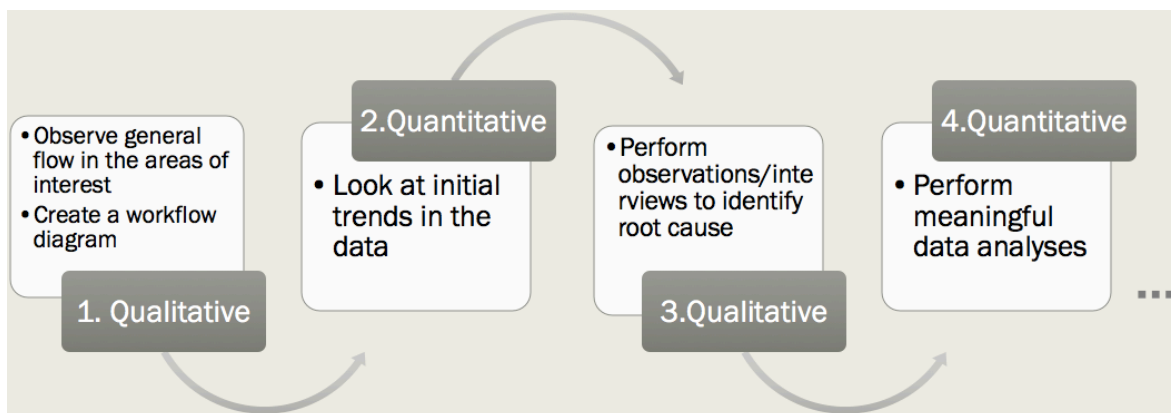 • Observe general
flow in the areas of
interest
• Create a workflow
diagram
1. Qualitative
2.Quantitative
• Look at initial
trends in the
data
• Perform
observations/inte
rviews to identify
root cause
3.Qualitative
4.Quantitative
• Perform
meaningful
data analyses
...